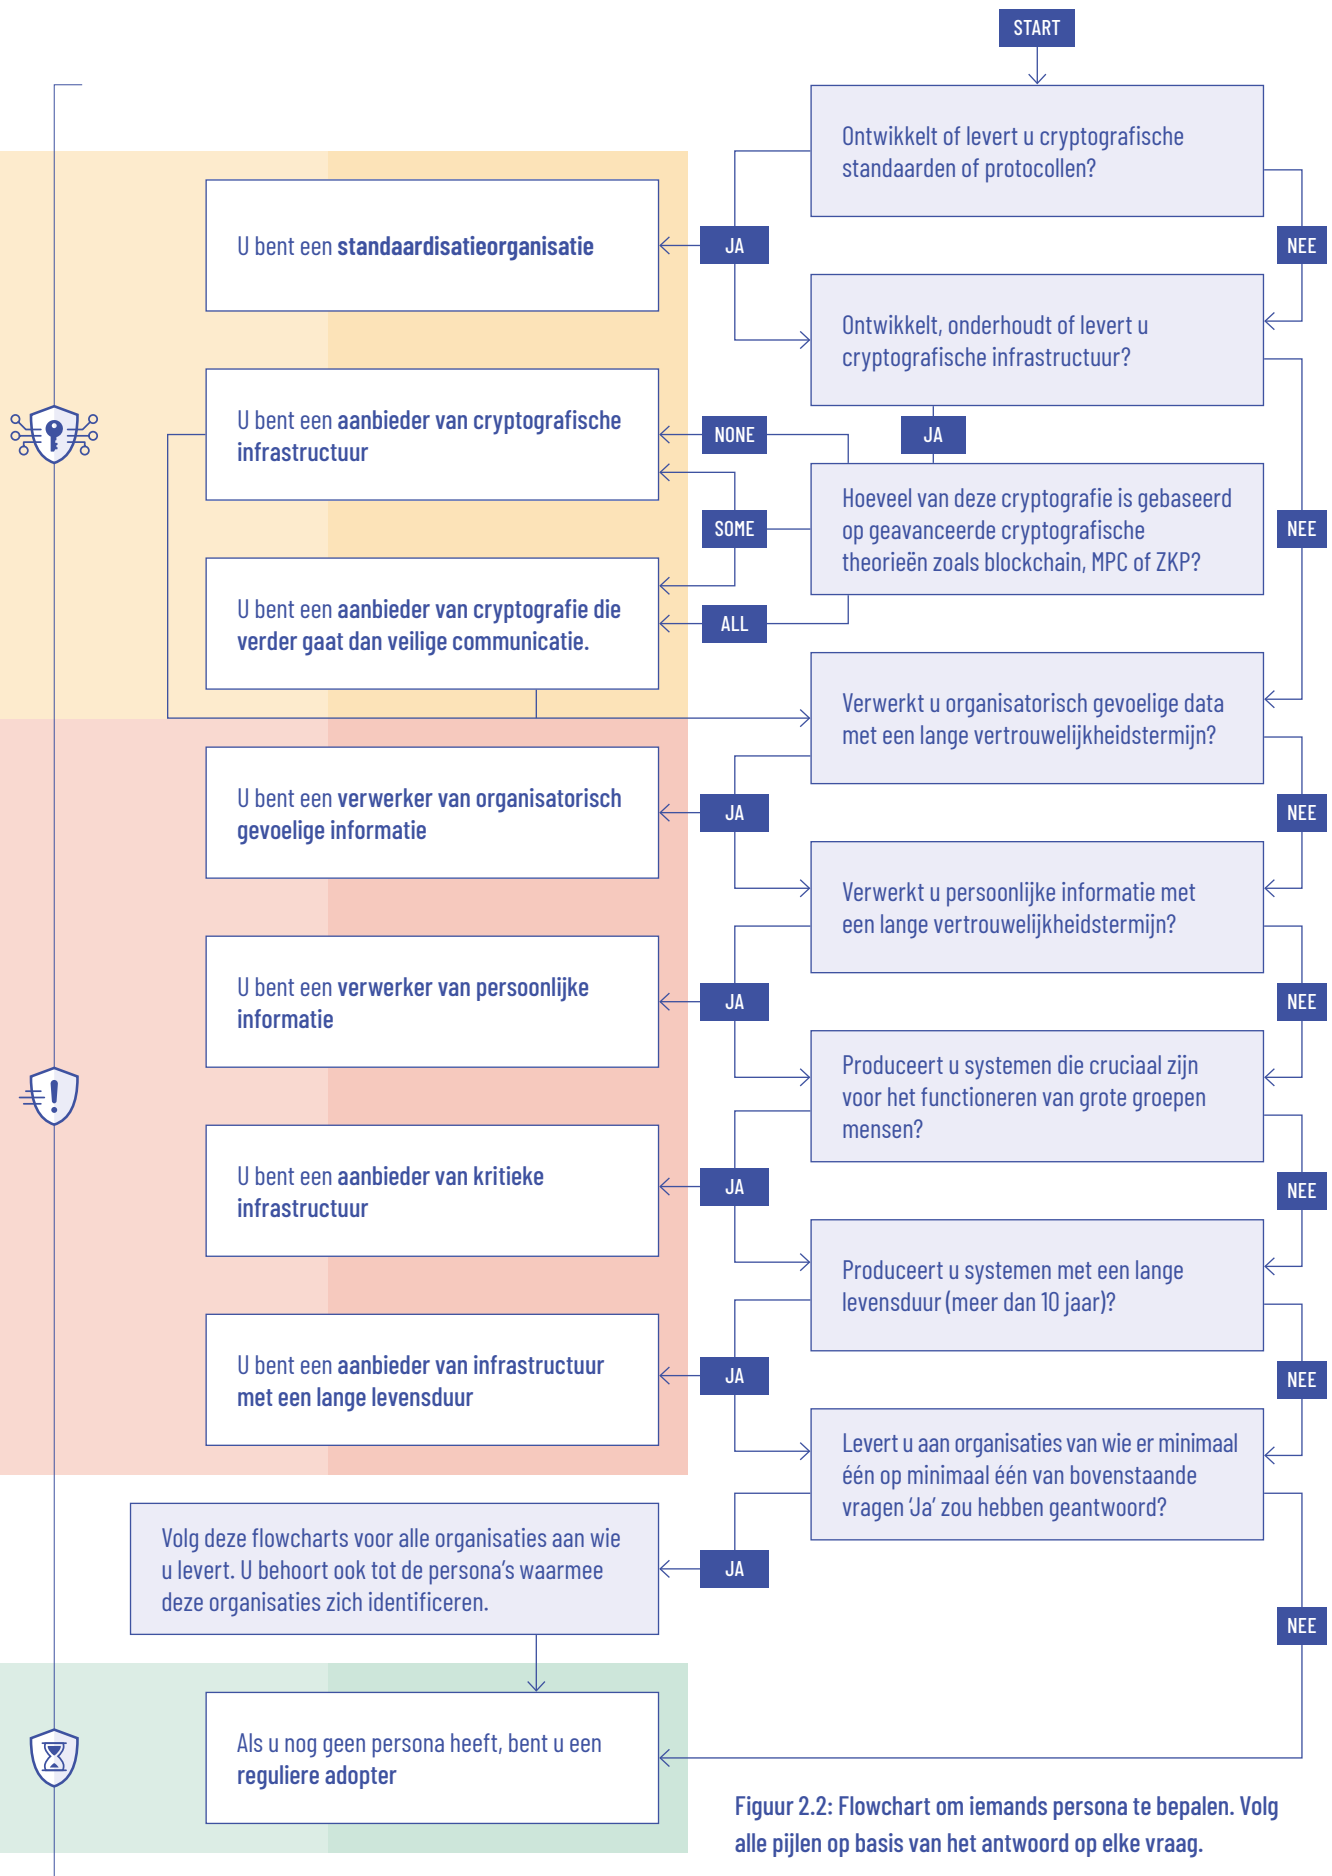 START
Ontwikkelt of levert u cryptografische
standaarden of protocollen?
JA
NEE
U bent een standaardisatieorganisatie
Ontwikkelt, onderhoudt of levert u
cryptografische infrastructuur?
U bent een aanbieder van cryptografische
infrastructuur
NONE
JA
SOME
ALL
NEE
Hoeveel van deze cryptografie is gebaseerd
op geavanceerde cryptografische
theorieën zoals blockchain, MPC of ZKP?
U bent een aanbieder van cryptografie die
verder gaat dan veilige communicatie.
Verwerkt u organisatorisch gevoelige data
met een lange vertrouwelijkheidstermijn?
U bent een verwerker van organisatorisch
gevoelige informatie
JA
NEE
Verwerkt u persoonlijke informatie met
een lange vertrouwelijkheidstermijn?
U bent een verwerker van persoonlijke
informatie
JA
NEE
Produceert u systemen die cruciaal zijn
voor het functioneren van grote groepen
mensen?
U bent een aanbieder van kritieke
infrastructuur
JA
NEE
Produceert u systemen met een lange
levensduur (meer dan 10 jaar)?
U bent een aanbieder van infrastructuur
met een lange levensduur
JA
NEE
Levert u aan organisaties van wie er minimaal
één op minimaal één van bovenstaande
vragen ‘Ja’ zou hebben geantwoord?
Volg deze flowcharts voor alle organisaties aan wie
u levert. U behoort ook tot de persona’s waarmee
deze organisaties zich identificeren.
JA
NEE
Als u nog geen persona heeft, bent u een
reguliere adopter
Figuur 2.2: Flowchart om iemands persona te bepalen. Volg
alle pijlen op basis van het antwoord op elke vraag.